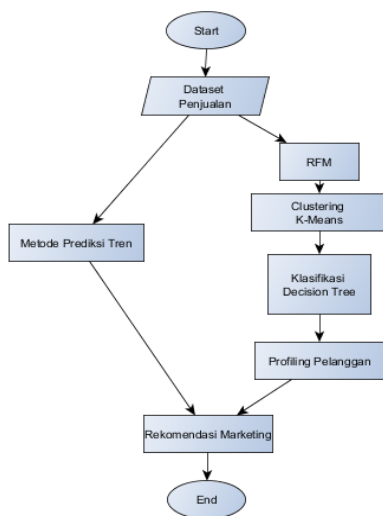 Start
Dataset
Penjualan
RFM
Clustering
K-Means
Metode Prediksi Tren
Klasifikasi
Decision Tree
Profiling Pelanggan
Rekomendasi Marketing
End